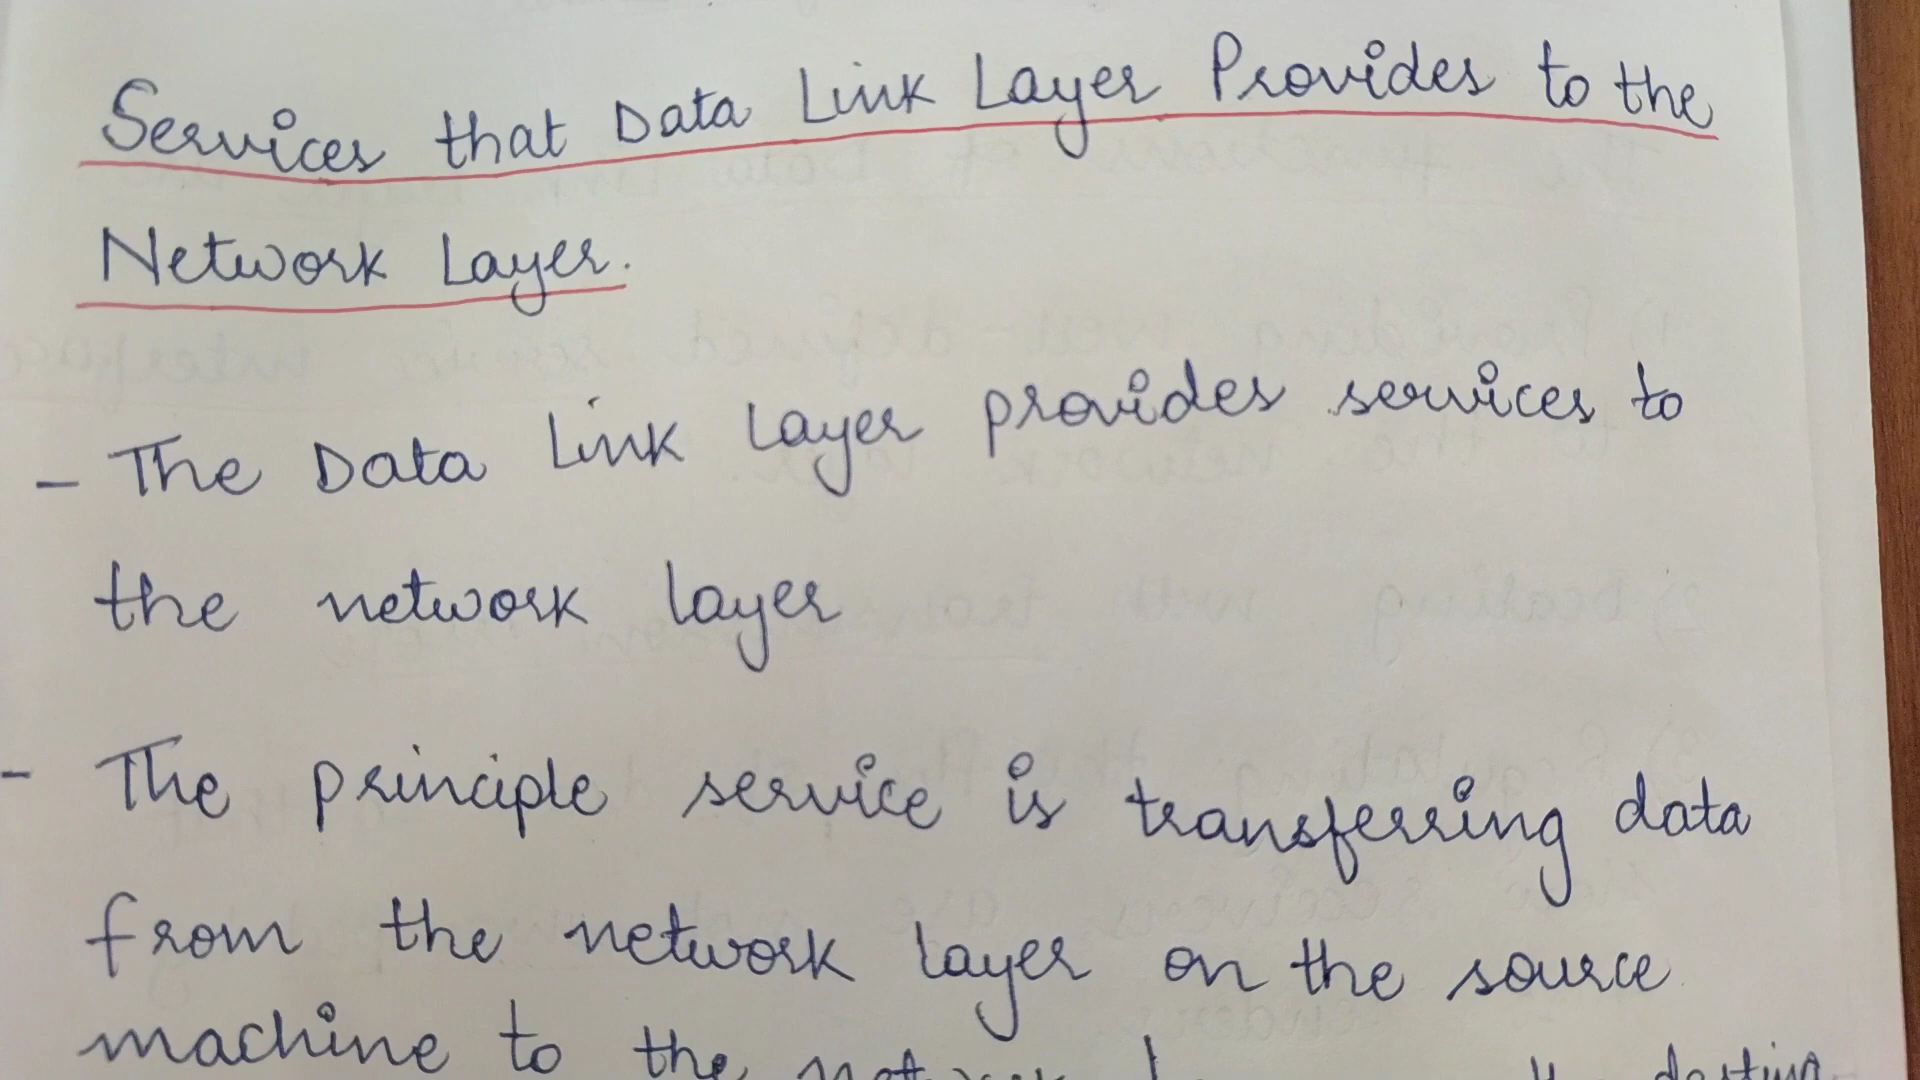 Services that Data Link Layer Provides to the
Network Layer.
- The Data Link Layer provides services to
the network layer
- The principle service is transferring data
from the network layer on the source
machine to the